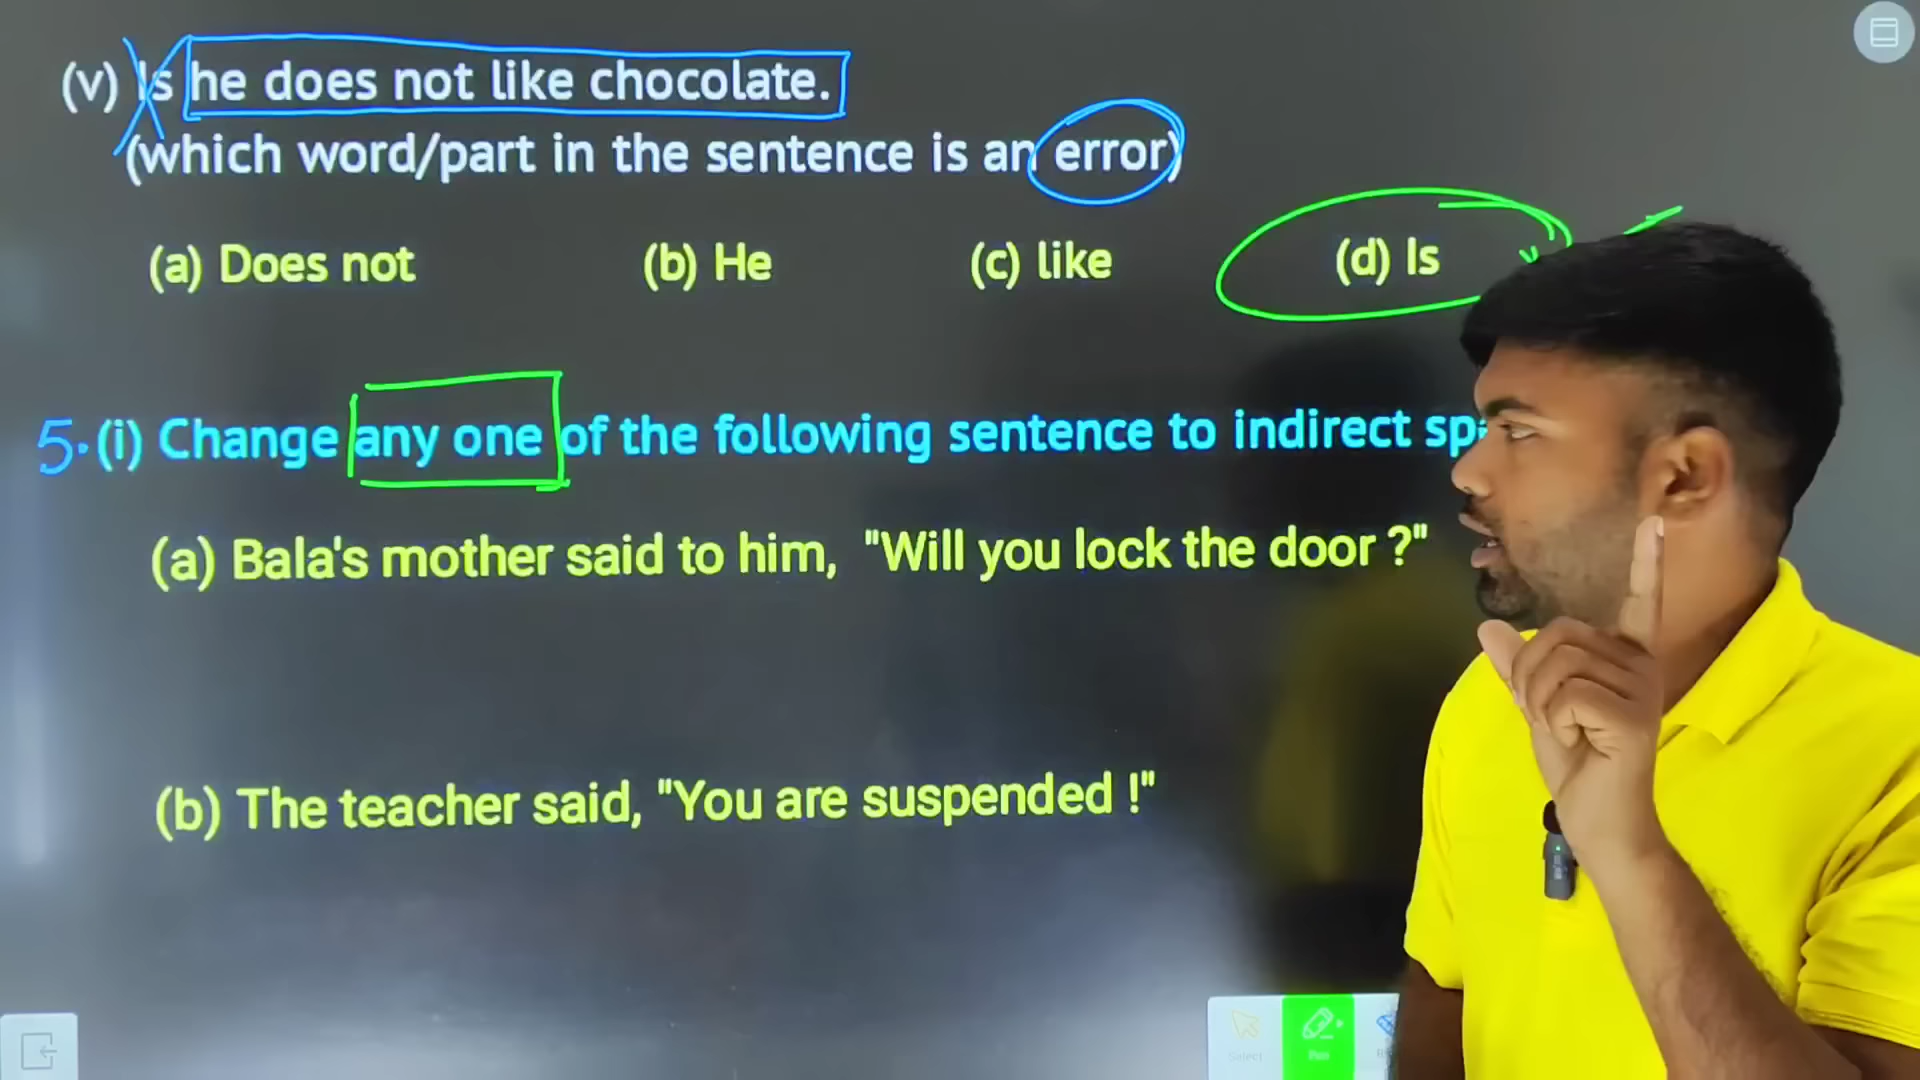 (v) Is he does not like chocolate.
(which word/part in the sentence is an error)
(a) Does not (b) He (c) like (d) Is
5. (i) Change any one of the following sentence to indirect
(a) Bala's mother said to him, "Will you lock the door ?"
(b) The teacher said, "You are suspended !"
Select Pen